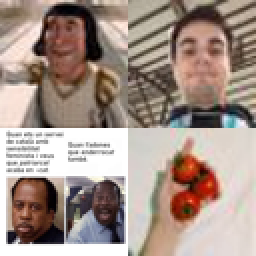 Quan ets un server
de català amb
sensibilitat
feminista i veus
que patriarcat
acaba en -cat
Quan t'adones
que enderrocat
també